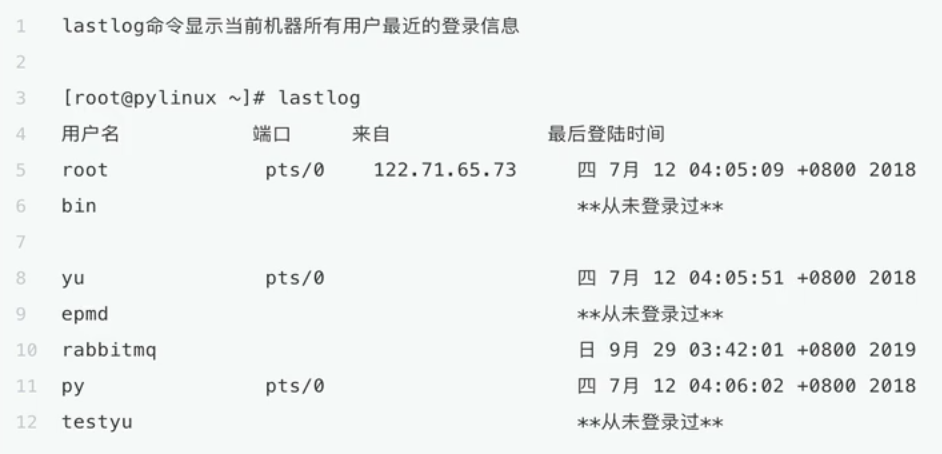 1 lastlog命令显示当前机器所有用户最近的登录信息
2
3 [root@pylinux ~]# lastlog
4 用户名 端口 来自 最后登陆时间
5 root pts/0 122.71.65.73 四 7月 12 04:05:09 +0800 2018
6 bin **从未登录过**
7
8 yu pts/0 四 7月 12 04:05:51 +0800 2018
9 epmd **从未登录过**
10 rabbitmq 日 9月 29 03:42:01 +0800 2019
11 py pts/0 四 7月 12 04:06:02 +0800 2018
12 testyu **从未登录过**